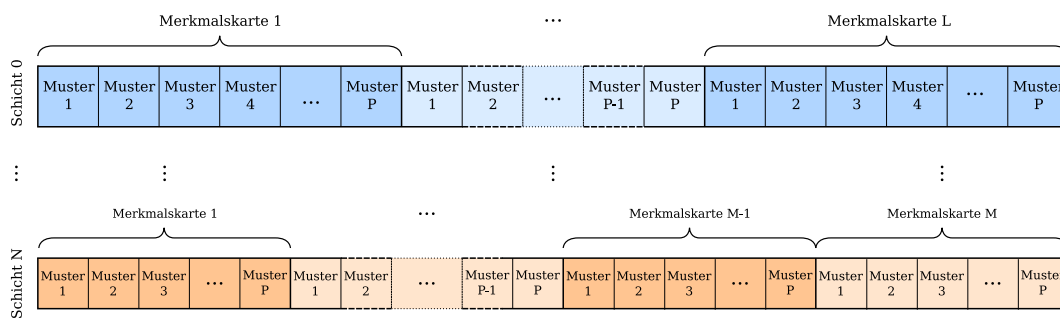 Merkmalskarte 1 ... Merkmalskarte L
Schicht 0
Muster 1 Muster 2 Muster 3 Muster 4 ... Muster P Muster 1 Muster 2 ... Muster P-1 Muster P Muster 1 Muster 2 Muster 3 Muster 4 ... Muster P
⋮ ⋮ ⋮ ⋮
Merkmalskarte 1 ... Merkmalskarte M-1 Merkmalskarte M
Schicht N
Muster 1 Muster 2 Muster 3 ... Muster P Muster 1 Muster 2 ... Muster P-1 Muster P Muster 1 Muster 2 Muster 3 ... Muster P Muster 1 Muster 2 Muster 3 ... Muster P